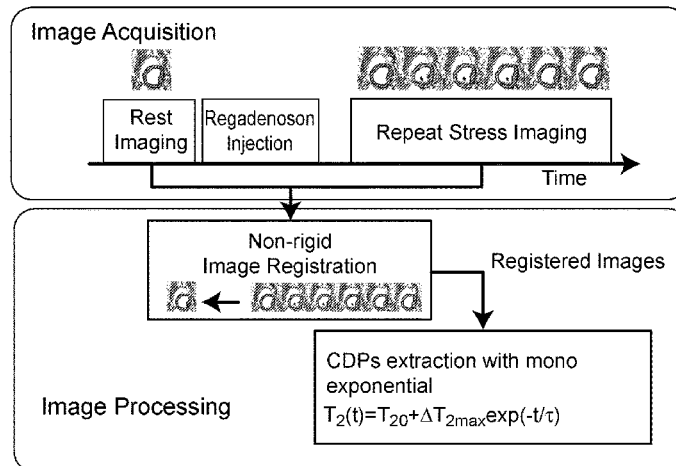 Image Acquisition
Rest
Imaging
Regadenoson
Injection
Repeat Stress Imaging
Time
Non-rigid
Image Registration
Registered Images
CDPs extraction with mono
exponential
T₂(t)=T₂₀+ΔT₂ₘₐₓexp(-t/τ)
Image Processing